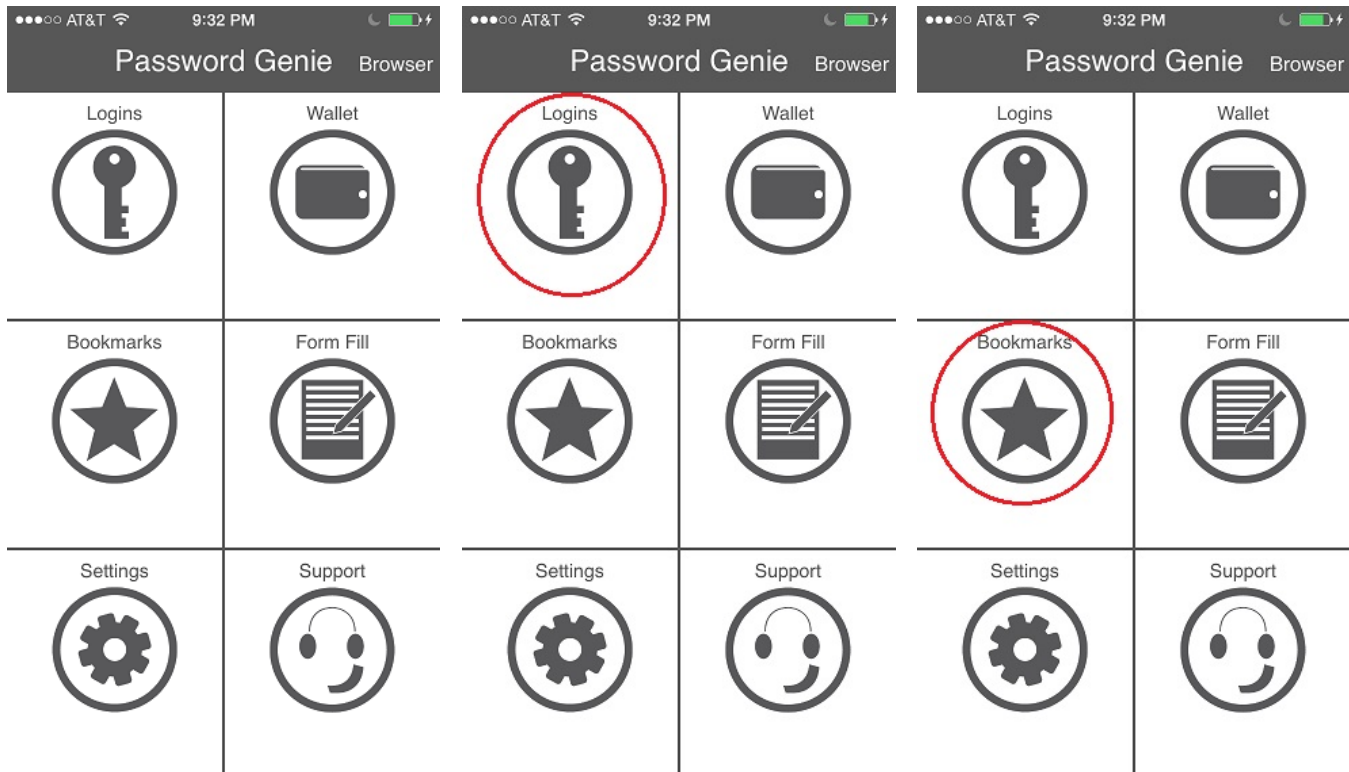 AT&T 9:32 PM
Password Genie Browser
Logins Wallet
Bookmarks Form Fill
Settings Support
AT&T 9:32 PM
Password Genie Browser
Logins Wallet
Bookmarks Form Fill
Settings Support
AT&T 9:32 PM
Password Genie Browser
Logins Wallet
Bookmarks Form Fill
Settings Support